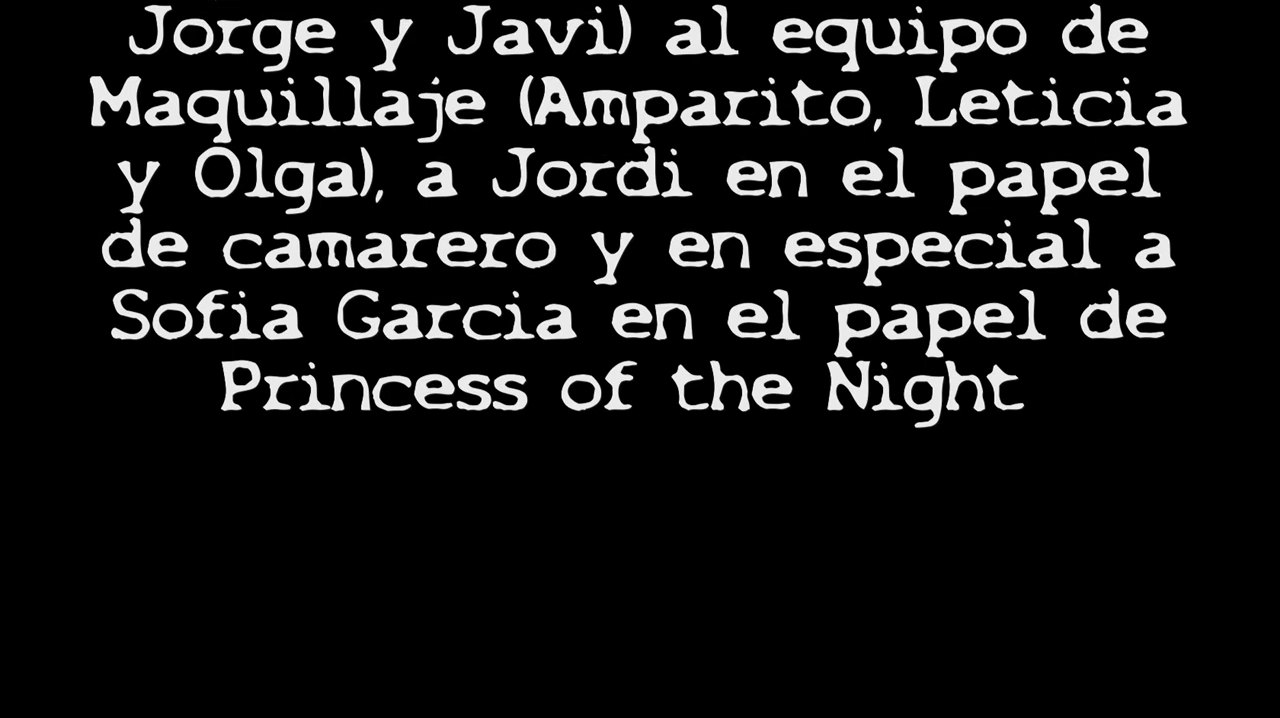 Jorge y Javi) al equipo de
Maquillaje (Amparito, Leticia
y Olga), a Jordi en el papel
de camarero y en especial a
Sofia Garcia en el papel de
Princess of the Night